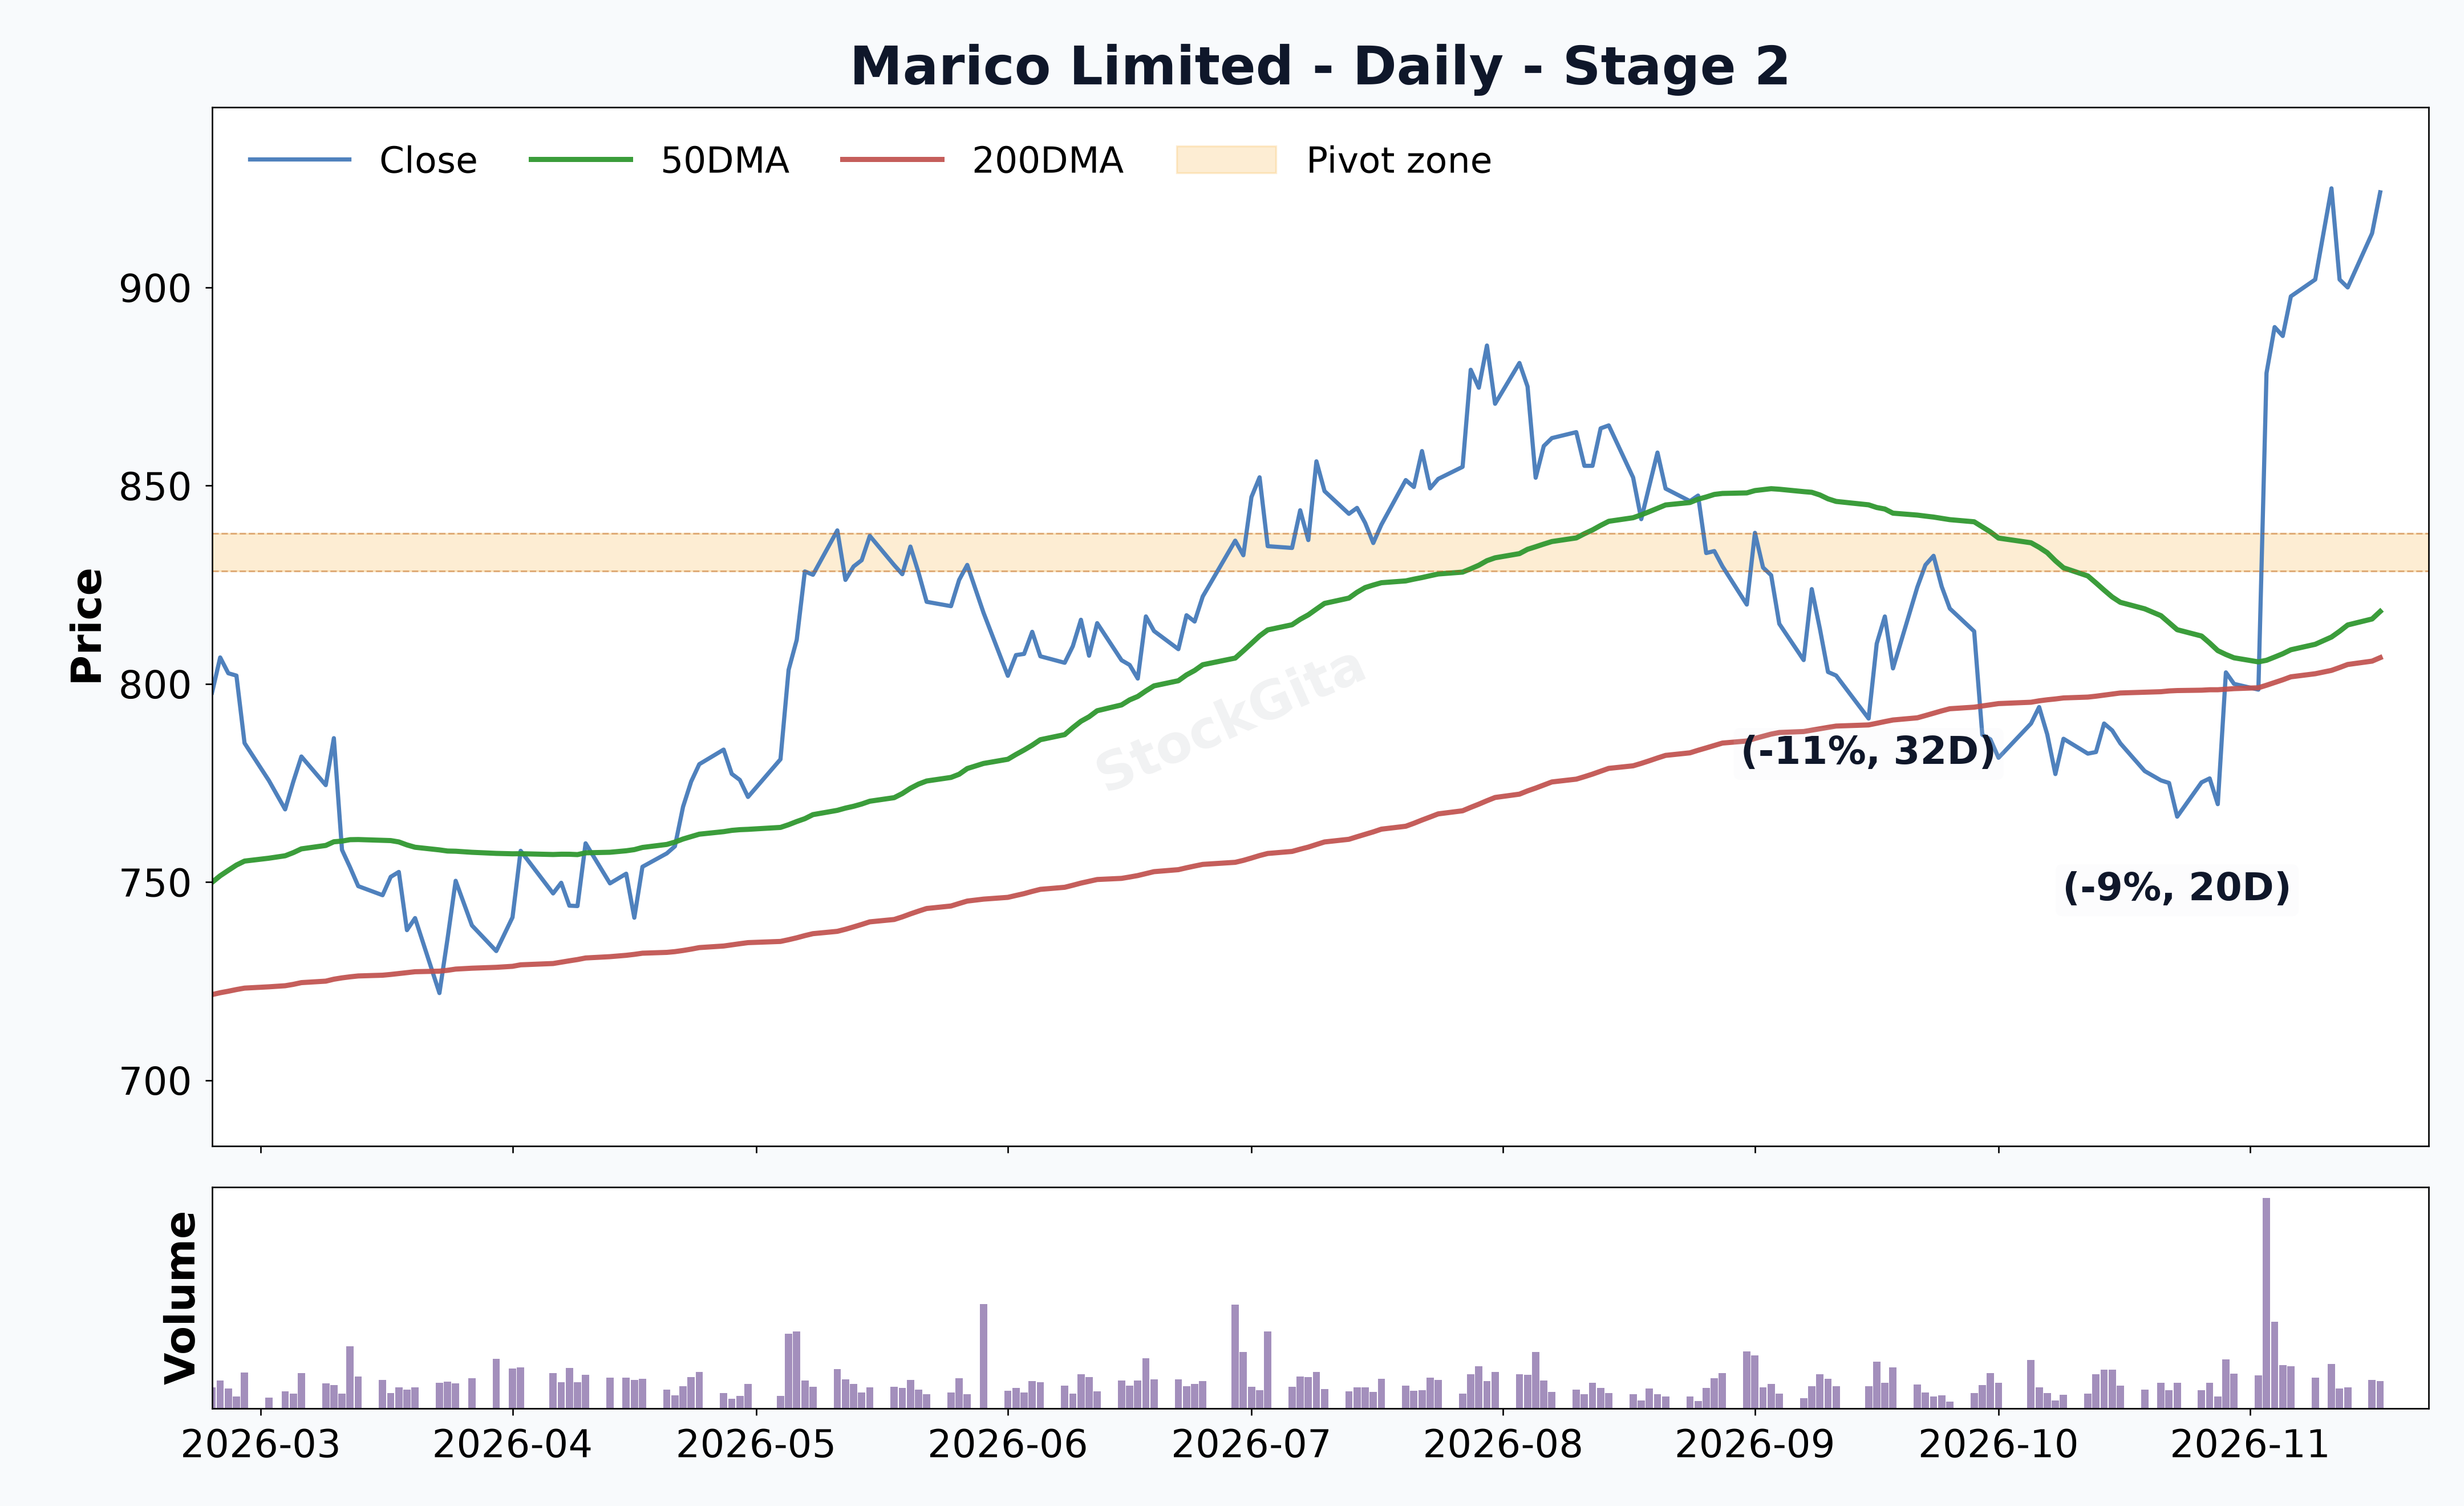 Marico Limited - Daily - Stage 2
Close 50DMA 200DMA Pivot zone
Price
900
850
800
750
700
StockGita
(-11%, 32D)
(-9%, 20D)
Volume
2026-03 2026-04 2026-05 2026-06 2026-07 2026-08 2026-09 2026-10 2026-11